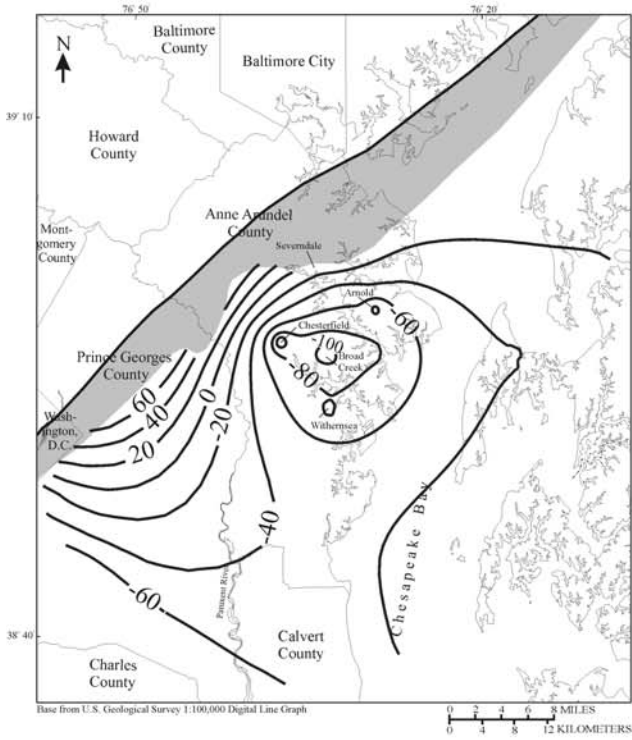 76° 50
76° 20
N
39° 10
38° 40
Baltimore
County
Baltimore City
Howard
County
Anne Arundel
County
Mont-
gomery
County
Severndale
Arnold
-60
Chesterfield
-100
Broad
Creek
-80
Withernsea
Prince Georges
County
Wash-
ington,
D.C.
60
40
20
0
-20
-40
-60
Patuxent River
Chesapeake Bay
Calvert
County
Charles
County
Base from U.S. Geological Survey 1:100,000 Digital Line Graph
0 4 6 8 MILES
0 4 8 12 KILOMETERS